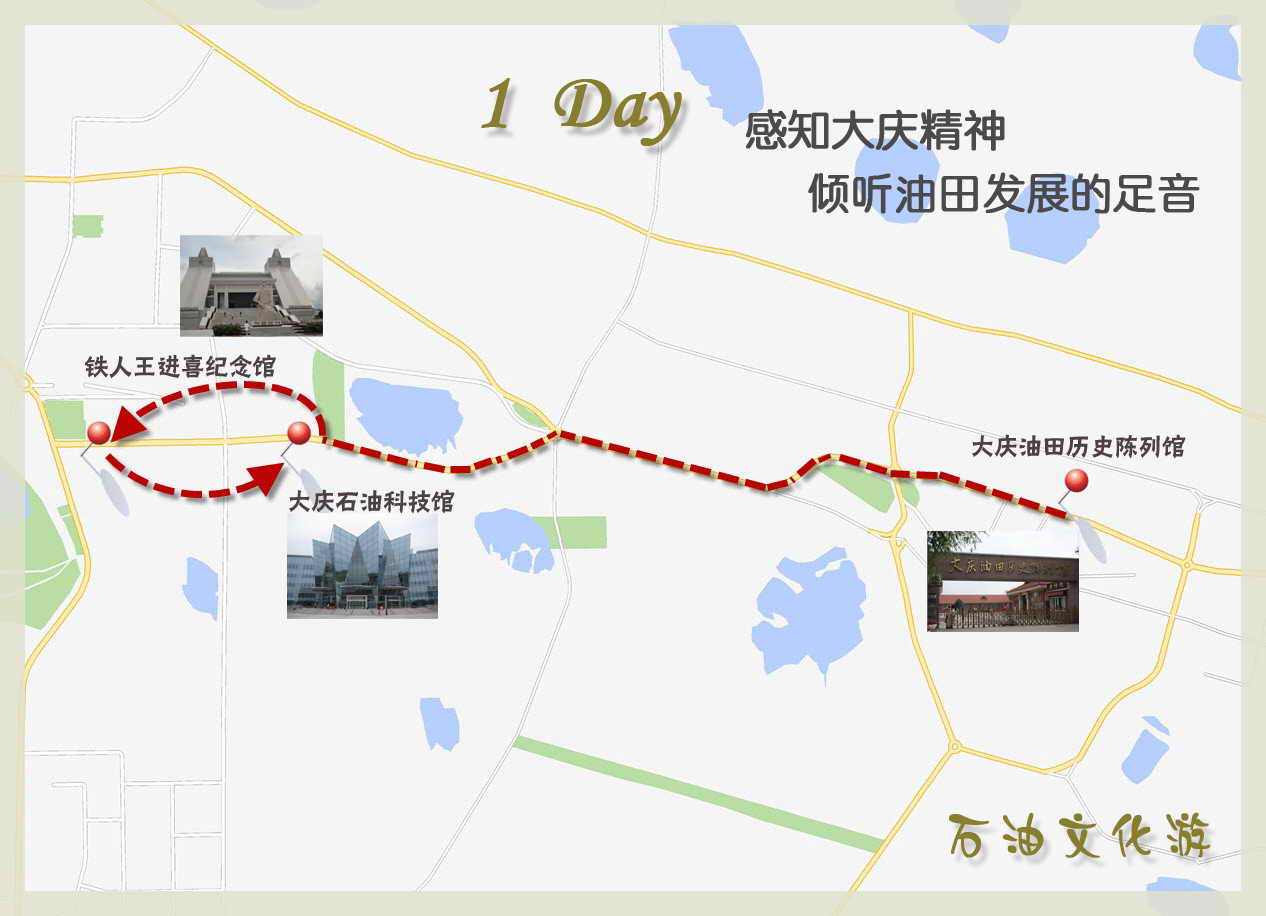 1 Day
感知大庆精神
倾听油田发展的足音
铁人王进喜纪念馆
大庆油田历史陈列馆
大庆石油科技馆
石油文化游